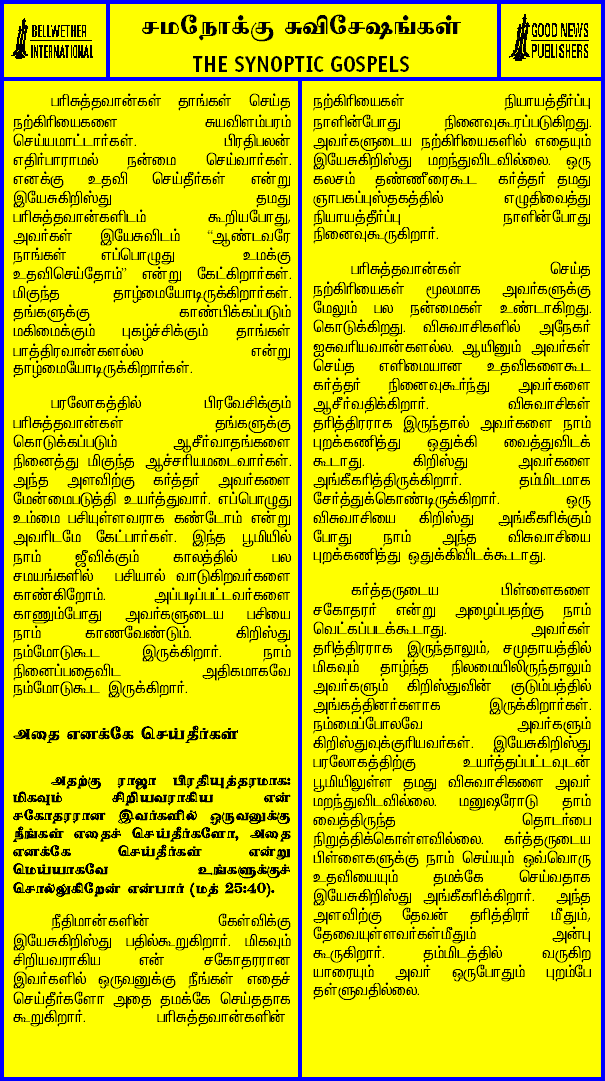 BELLWETHER
INTERNATIONAL
சமநோக்கு சுவிசேஷங்கள்
THE SYNOPTIC GOSPELS
GOOD NEWS
PUBLISHERS
பரிசுத்தவான்கள் தாங்கள் செய்த
நற்கிரியைகளை சுயவிளம்பரம்
செய்யமாட்டார்கள். பிரதிபலன்
எதிர்பாராமல் நன்மை செய்வார்கள்.
எனக்கு உதவி செய்தீர்கள் என்று
இயேசுகிறிஸ்து தமது
பரிசுத்தவான்களிடம் கூறியபோது,
அவர்கள் இயேசுவிடம் “ஆண்டவரே
நாங்கள் எப்பொழுது உமக்கு
உதவிசெய்தோம்” என்று கேட்கிறார்கள்.
மிகுந்த தாழ்மையோடிருக்கிறார்கள்.
தங்களுக்கு காண்பிக்கப்படும்
மகிமைக்கும் புகழ்ச்சிக்கும் தாங்கள்
பாத்திரவான்களல்ல என்று
தாழ்மையோடிருக்கிறார்கள்.
பரலோகத்தில் பிரவேசிக்கும்
பரிசுத்தவான்கள் தங்களுக்கு
கொடுக்கப்படும் ஆசீர்வாதங்களை
நினைத்து மிகுந்த ஆச்சரியமடைவார்கள்.
அந்த அளவிற்கு கர்த்தர் அவர்களை
மேன்மைபடுத்தி உயர்த்துவார். எப்பொழுது
உம்மை பசியுள்ளவராக கண்டோம் என்று
அவரிடமே கேட்பார்கள். இந்த பூமியில்
நாம் ஜீவிக்கும் காலத்தில் பல
சமயங்களில் பசியால் வாடுகிறவர்களை
காண்கிறோம். அப்படிப்பட்டவர்களை
காணும்போது அவர்களுடைய பசியை
நாம் காணவேண்டும். கிறிஸ்து
நம்மோடுகூட இருக்கிறார். நாம்
நினைப்பதைவிட அதிகமாகவே
நம்மோடுகூட இருக்கிறார்.
அதை எனக்கே செய்தீர்கள்
அதற்கு ராஜா பிரதியுத்தரமாக:
மிகவும் சிறியவராகிய என்
சகோதரரான இவர்களில் ஒருவனுக்கு
நீங்கள் எதைச் செய்தீர்களோ, அதை
எனக்கே செய்தீர்கள் என்று
மெய்யாகவே உங்களுக்குச்
சொல்லுகிறேன் என்பார் (மத் 25:40).
நீதிமான்களின் கேள்விக்கு
இயேசுகிறிஸ்து பதில்கூறுகிறார். மிகவும்
சிறியவராகிய என் சகோதரரான
இவர்களில் ஒருவனுக்கு நீங்கள் எதைச்
செய்தீர்களோ அதை தமக்கே செய்ததாக
கூறுகிறார். பரிசுத்தவான்களின்
நற்கிரியைகள் நியாயத்தீர்ப்பு
நாளின்போது நினைவுகூரப்படுகிறது.
அவர்களுடைய நற்கிரியைகளில் எதையும்
இயேசுகிறிஸ்து மறந்துவிடவில்லை. ஒரு
கலசம் தண்ணீரைகூட கர்த்தர் தமது
ஞாபகப்புஸ்தகத்தில் எழுதிவைத்து
நியாயத்தீர்ப்பு நாளின்போது
நினைவுகூருகிறார்.
பரிசுத்தவான்கள் செய்த
நற்கிரியைகள் மூலமாக அவர்களுக்கு
மேலும் பல நன்மைகள் உண்டாகிறது.
கொடுக்கிறது. விசுவாசிகளில் அநேகர்
ஐசுவரியவான்களல்ல. ஆயினும் அவர்கள்
செய்த எளிமையான உதவிகளைகூட
கர்த்தர் நினைவுகூர்ந்து அவர்களை
ஆசீர்வதிக்கிறார். விசுவாசிகள்
தரித்திரராக இருந்தால் அவர்களை நாம்
புறக்கணித்து ஒதுக்கி வைத்துவிடக்
கூடாது. கிறிஸ்து அவர்களை
அங்கீகரித்திருக்கிறார். தம்மிடமாக
சேர்த்துக்கொண்டிருக்கிறார். ஒரு
விசுவாசியை கிறிஸ்து அங்கீகரிக்கும்
போது நாம் அந்த விசுவாசியை
புறக்கணித்து ஒதுக்கிவிடக்கூடாது.
கர்த்தருடைய பிள்ளைகளை
சகோதரர் என்று அழைப்பதற்கு நாம்
வெட்கப்படக்கூடாது. அவர்கள்
தரித்திரராக இருந்தாலும், சமுதாயத்தில்
மிகவும் தாழ்ந்த நிலமையிலிருந்தாலும்
அவர்களும் கிறிஸ்துவின் குடும்பத்தில்
அங்கத்தினர்களாக இருக்கிறார்கள்.
நம்மைப்போலவே அவர்களும்
கிறிஸ்துவுக்குரியவர்கள். இயேசுகிறிஸ்து
பரலோகத்திற்கு உயர்த்தப்பட்டவுடன்
பூமியிலுள்ள தமது விசுவாசிகளை அவர்
மறந்துவிடவில்லை. மனுஷரோடு தாம்
வைத்திருந்த தொடர்பை
நிறுத்திக்கொள்ளவில்லை. கர்த்தருடைய
பிள்ளைகளுக்கு நாம் செய்யும் ஒவ்வொரு
உதவியையும் தமக்கே செய்வதாக
இயேசுகிறிஸ்து அங்கீகரிக்கிறார். அந்த
அளவிற்கு தேவன் தரித்திரர் மீதும்,
தேவையுள்ளவர்கள்மீதும் அன்பு
கூருகிறார். தம்மிடத்தில் வருகிற
யாரையும் அவர் ஒருபோதும் புறம்பே
தள்ளுவதில்லை.